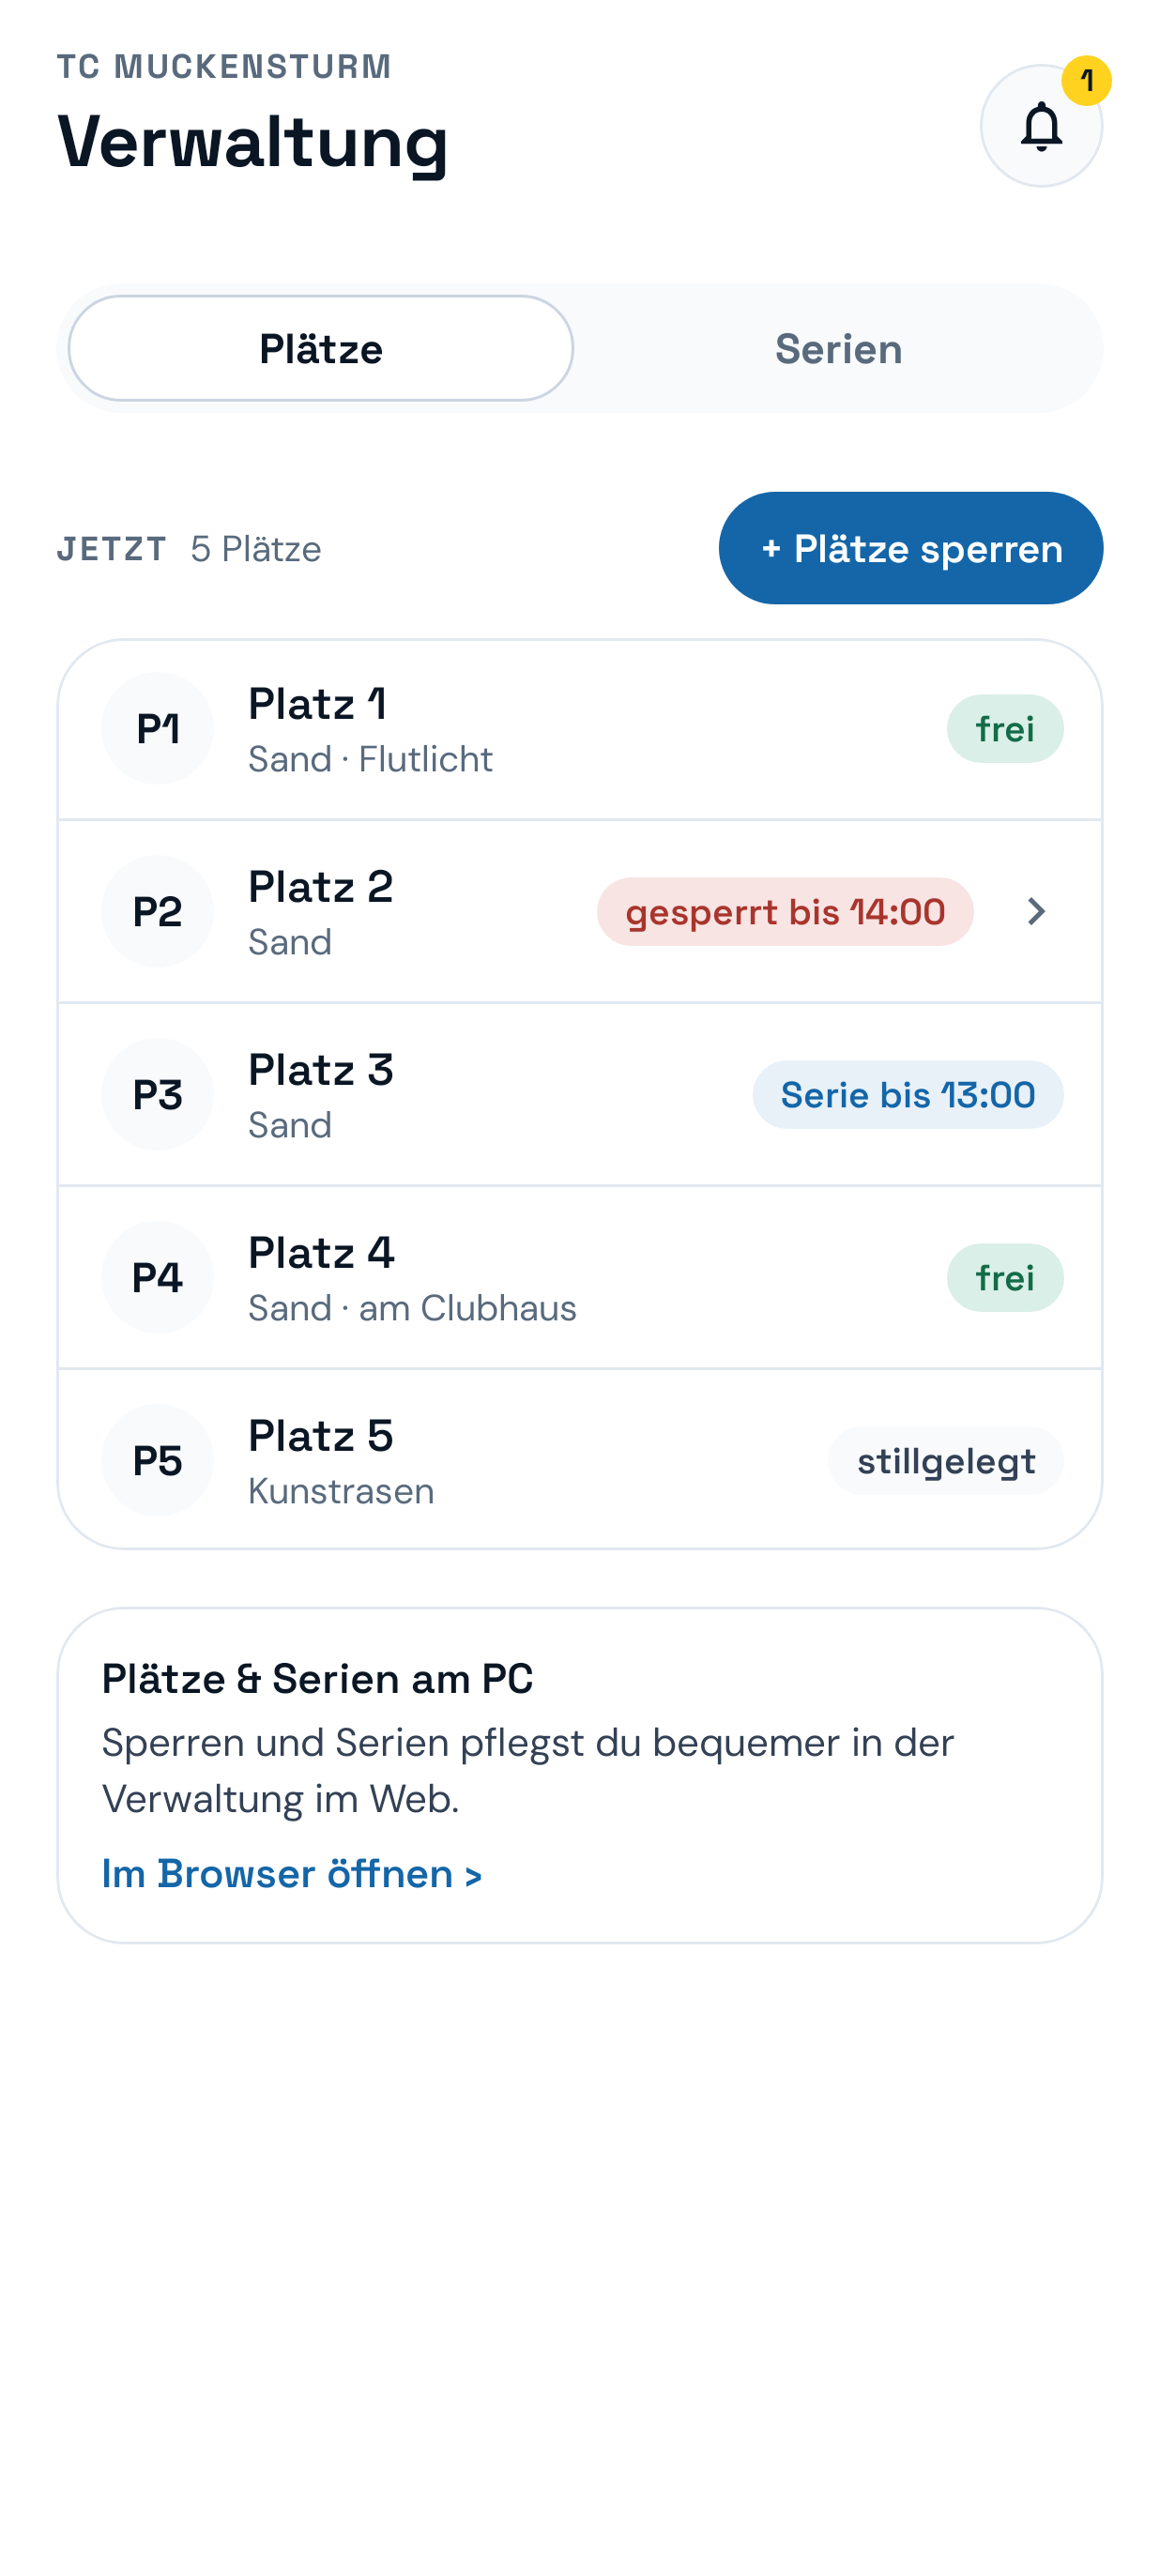 TC MUCKENSTURM
Verwaltung
1
Plätze
Serien
JETZT 5 Plätze
+ Plätze sperren
P1
Platz 1
Sand · Flutlicht
frei
P2
Platz 2
Sand
gesperrt bis 14:00
P3
Platz 3
Sand
Serie bis 13:00
P4
Platz 4
Sand · am Clubhaus
frei
P5
Platz 5
Kunstrasen
stillgelegt
Plätze & Serien am PC
Sperren und Serien pflegst du bequemer in der
Verwaltung im Web.
Im Browser öffnen >